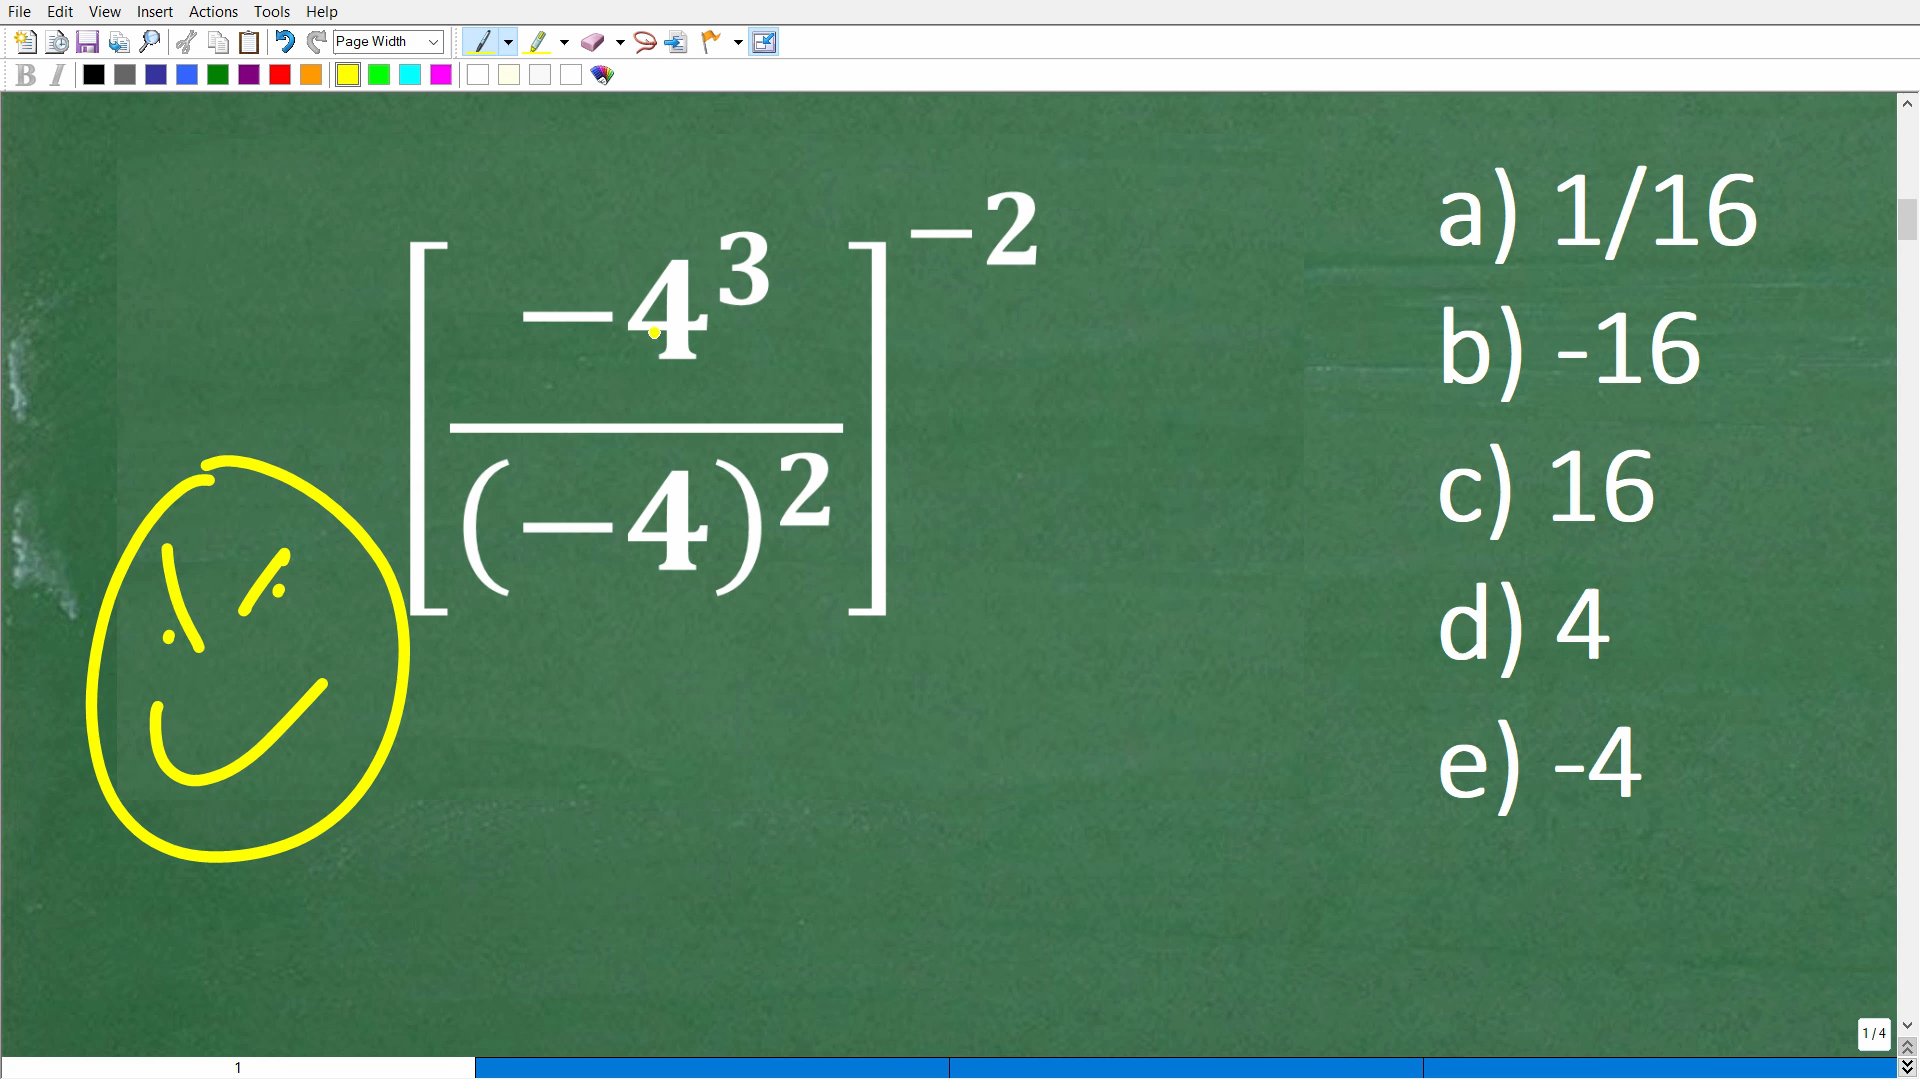 File Edit View Insert Actions Tools Help
Page Width
B I
[-4³
(-4)²]⁻²
a) 1/16
b) -16
c) 16
d) 4
e) -4
1 / 4
1